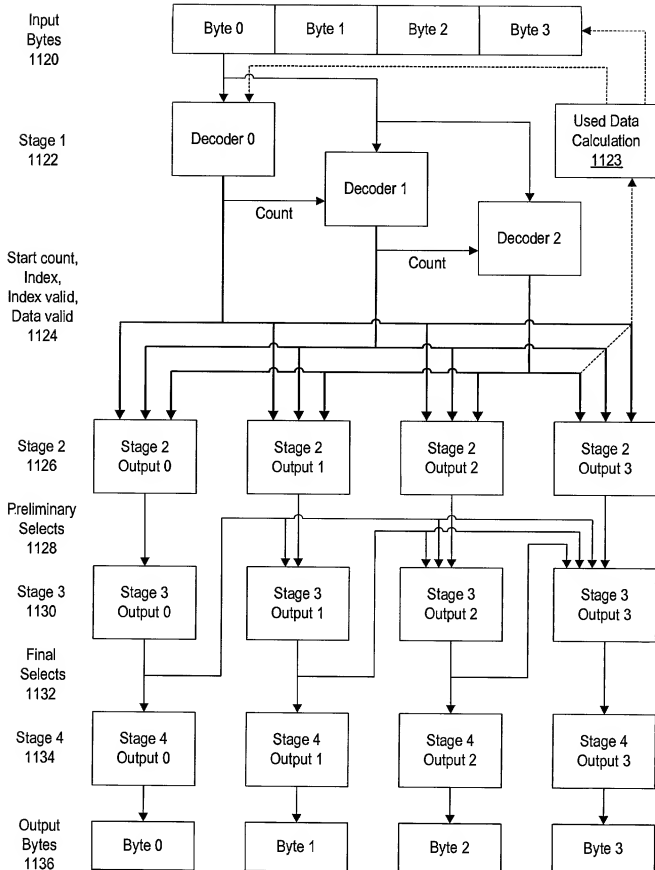 Input
Bytes
1120
Byte 0
Byte 1
Byte 2
Byte 3
Stage 1
1122
Decoder 0
Decoder 1
Decoder 2
Used Data
Calculation
1123
Count
Count
Start count,
Index,
Index valid,
Data valid
1124
Stage 2
1126
Stage 2
Output 0
Stage 2
Output 1
Stage 2
Output 2
Stage 2
Output 3
Preliminary
Selects
1128
Stage 3
1130
Stage 3
Output 0
Stage 3
Output 1
Stage 3
Output 2
Stage 3
Output 3
Final
Selects
1132
Stage 4
1134
Stage 4
Output 0
Stage 4
Output 1
Stage 4
Output 2
Stage 4
Output 3
Output
Bytes
1136
Byte 0
Byte 1
Byte 2
Byte 3